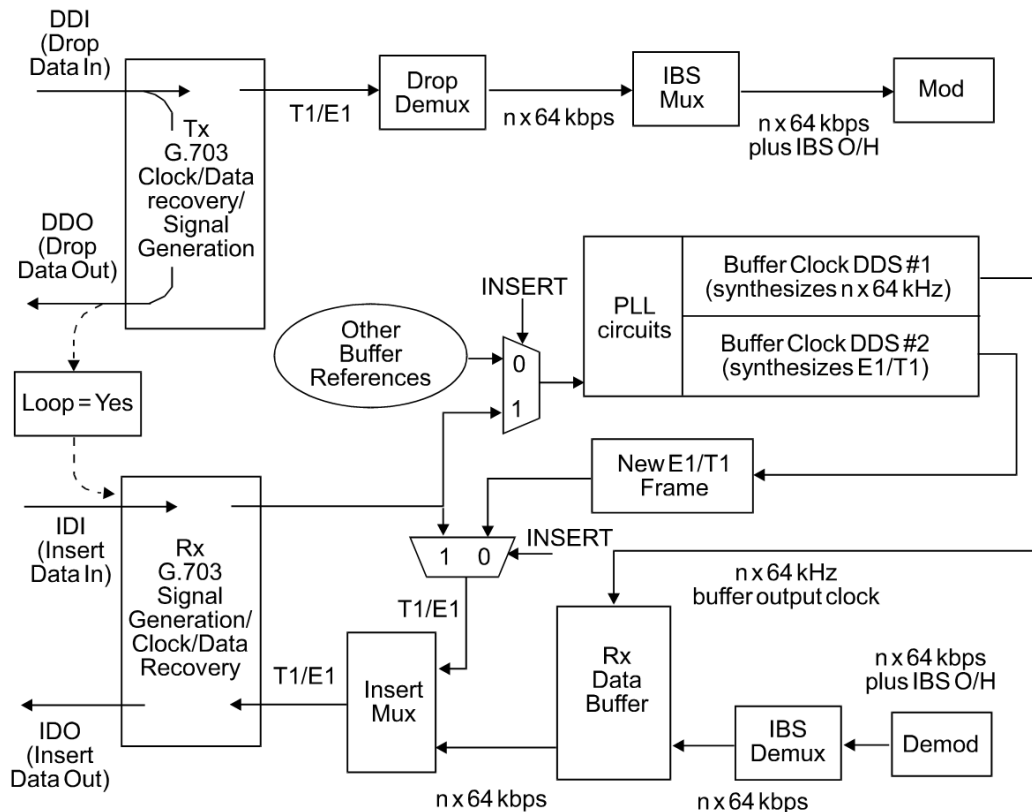 DDI
(Drop
Data In)
Tx
G.703
Clock/Data
recovery/
Signal
Generation
T1/E1
Drop
Demux
n x 64 kbps
IBS
Mux
n x 64 kbps
plus IBS O/H
Mod
DDO
(Drop
Data Out)
Loop = Yes
INSERT
Other
Buffer
References
0
1
PLL
circuits
Buffer Clock DDS #1
(synthesizes n x 64 kHz)
Buffer Clock DDS #2
(synthesizes E1/T1)
New E1/T1
Frame
IDI
(Insert
Data In)
Rx
G.703
Signal
Generation/
Clock/Data
Recovery
1 0
INSERT
T1/E1
n x 64 kHz
buffer output clock
T1/E1
Insert
Mux
Rx
Data
Buffer
n x 64 kbps
plus IBS O/H
IBS
Demux
Demod
IDO
(Insert
Data Out)
n x 64 kbps
n x 64 kbps